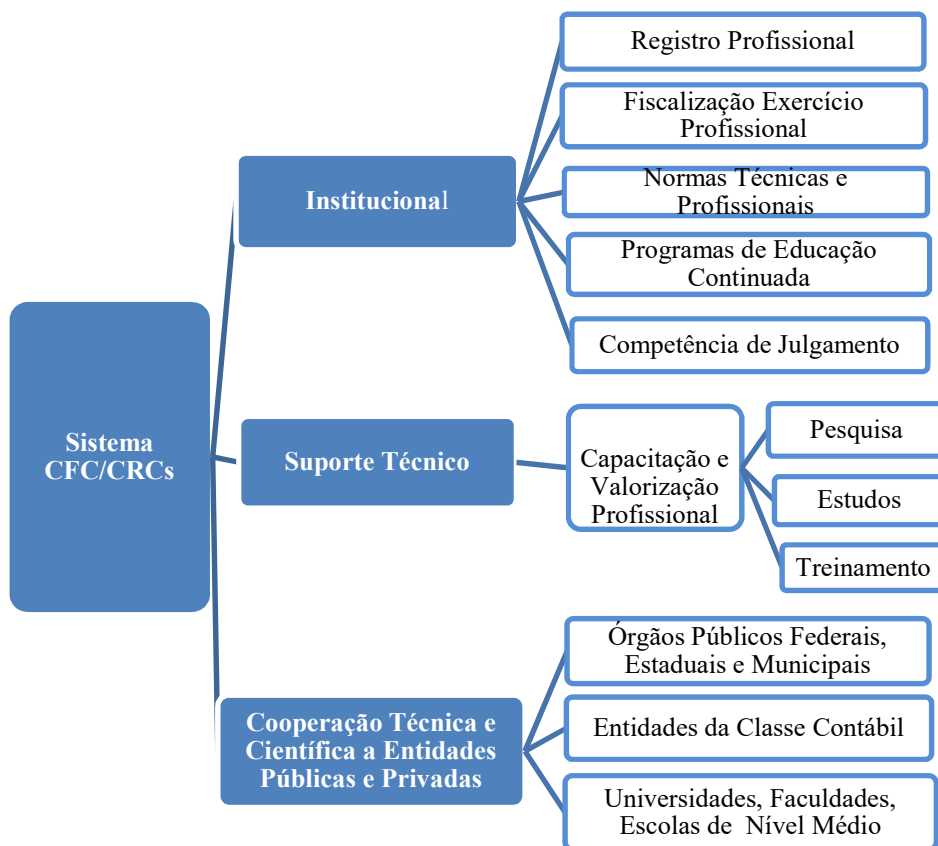 Sistema
CFC/CRCs
Institucional
Registro Profissional
Fiscalização Exercício
Profissional
Normas Técnicas e
Profissionais
Programas de Educação
Continuada
Competência de Julgamento
Suporte Técnico
Capacitação e
Valorização
Profissional
Pesquisa
Estudos
Treinamento
Cooperação Técnica e
Científica a Entidades
Públicas e Privadas
Órgãos Públicos Federais,
Estaduais e Municipais
Entidades da Classe Contábil
Universidades, Faculdades,
Escolas de Nível Médio